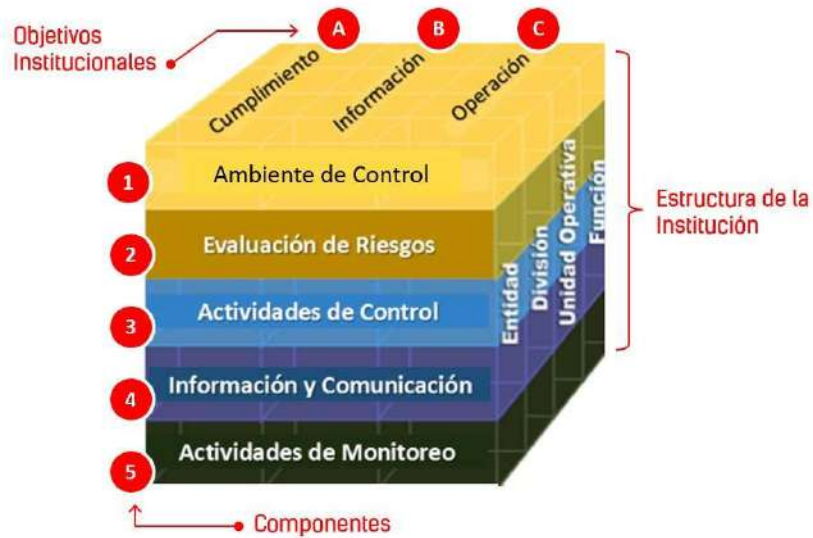 Objetivos
Institucionales
A
B
C
Cumplimiento
Información
Operación
1
Ambiente de Control
2
Evaluación de Riesgos
3
Actividades de Control
4
Información y Comunicación
5
Actividades de Monitoreo
Entidad
División
Unidad Operativa
Función
Estructura de la
Institución
Componentes